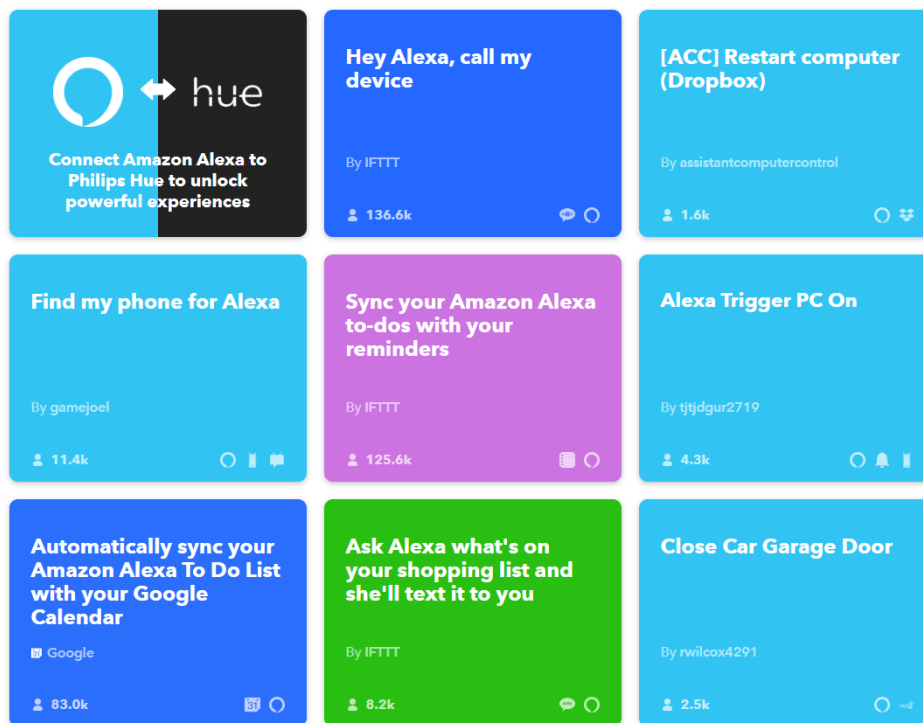 hue
Connect Amazon Alexa to
Philips Hue to unlock
powerful experiences
Hey Alexa, call my
device
By IFTTT
136.6k
[ACC] Restart computer
(Dropbox)
By assistantcomputercontrol
1.6k
Find my phone for Alexa
By gamejoel
11.4k
Sync your Amazon Alexa
to-dos with your
reminders
By IFTTT
125.6k
Alexa Trigger PC On
By tjtjdgur2719
4.3k
Automatically sync your
Amazon Alexa To Do List
with your Google
Calendar
31 Google
83.0k
31
Ask Alexa what's on
your shopping list and
she'll text it to you
By IFTTT
8.2k
Close Car Garage Door
By rwilcox4291
2.5k